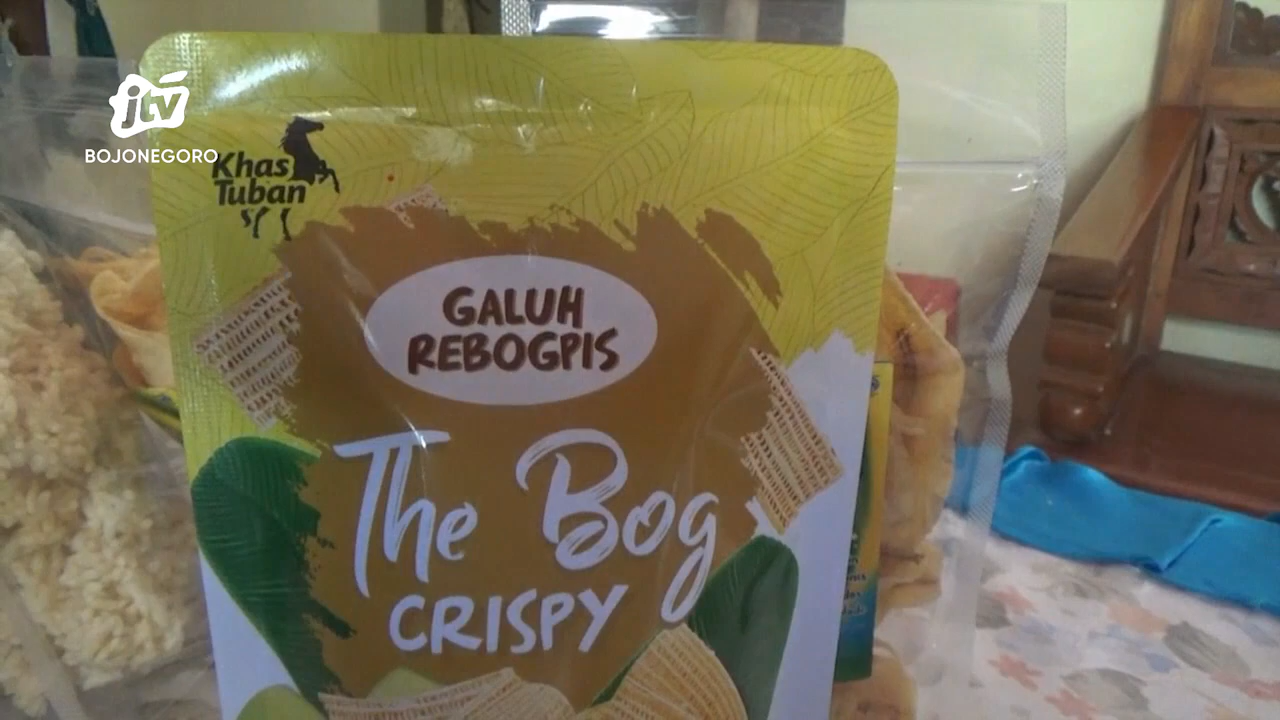 jtv
BOJONEGORO
Khas
Tuban
GALUH
REBOGPIS
The Bog
CRISPY